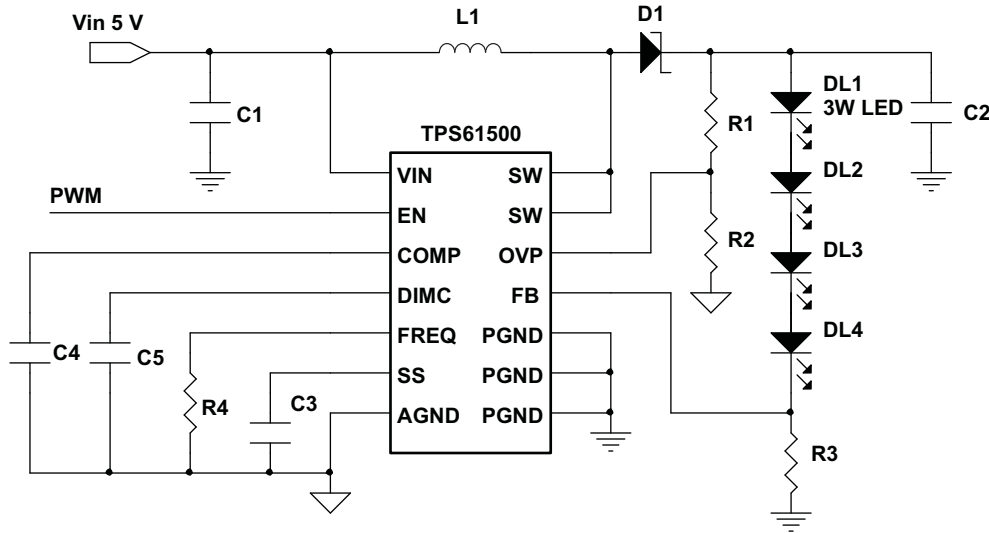 Vin 5 V
L1
D1
C1
R1
DL1
3W LED
C2
TPS61500
PWM
VIN
SW
EN
SW
DL2
COMP
OVP
R2
DL3
DIMC
FB
C4
C5
FREQ
PGND
DL4
R4
C3
SS
PGND
AGND
PGND
R3